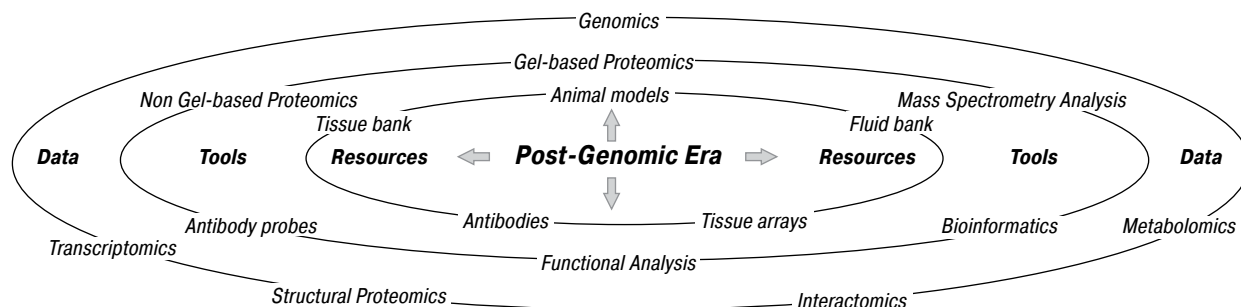 Genomics
Gel-based Proteomics
Non Gel-based Proteomics
Animal models
Mass Spectrometry Analysis
Tissue bank
Fluid bank
Data
Tools
Resources
Post-Genomic Era
Resources
Tools
Data
Antibodies
Tissue arrays
Antibody probes
Bioinformatics
Metabolomics
Transcriptomics
Functional Analysis
Structural Proteomics
Interactomics